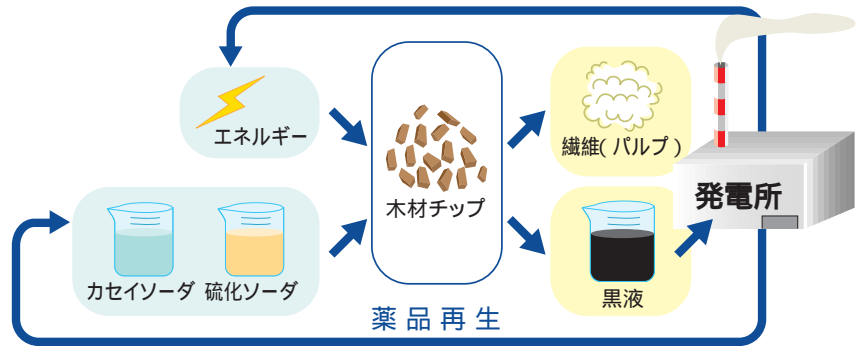 エネルギー
木材チップ
繊維(パルプ)
発電所
カセイソーダ
硫化ソーダ
黒液
薬品再生